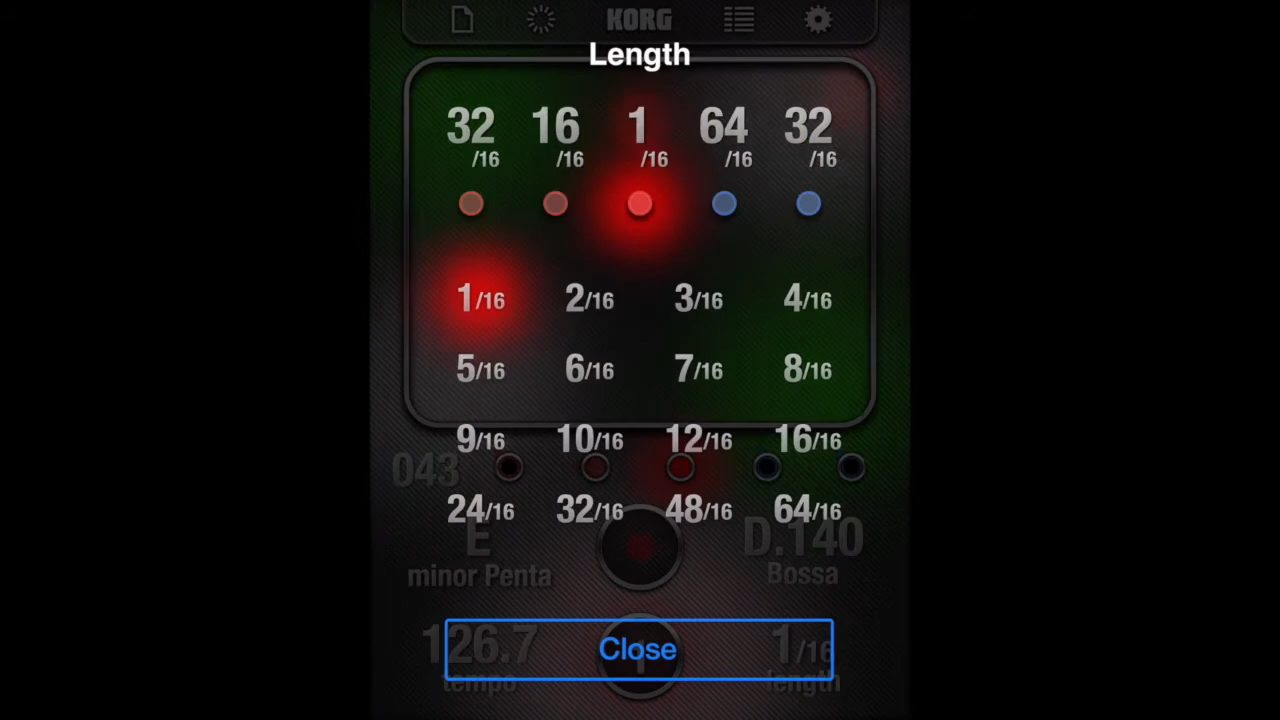 KORG
Length
32/16 16/16 1/16 64/16 32/16
1/16 2/16 3/16 4/16
5/16 6/16 7/16 8/16
9/16 10/16 12/16 16/16
043
24/16 32/16 48/16 64/16
E D.140
minor Penta Bossa
126.7 1 1/16
Close
tempo length